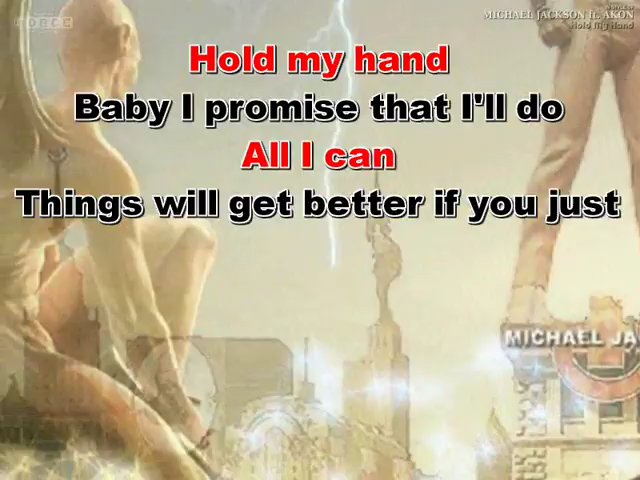 FORCE
MICHAEL JACKSON ft. AKON
Hold My Hand
Hold my hand
Baby I promise that I'll do
All I can
Things will get better if you just
MICHAEL JA